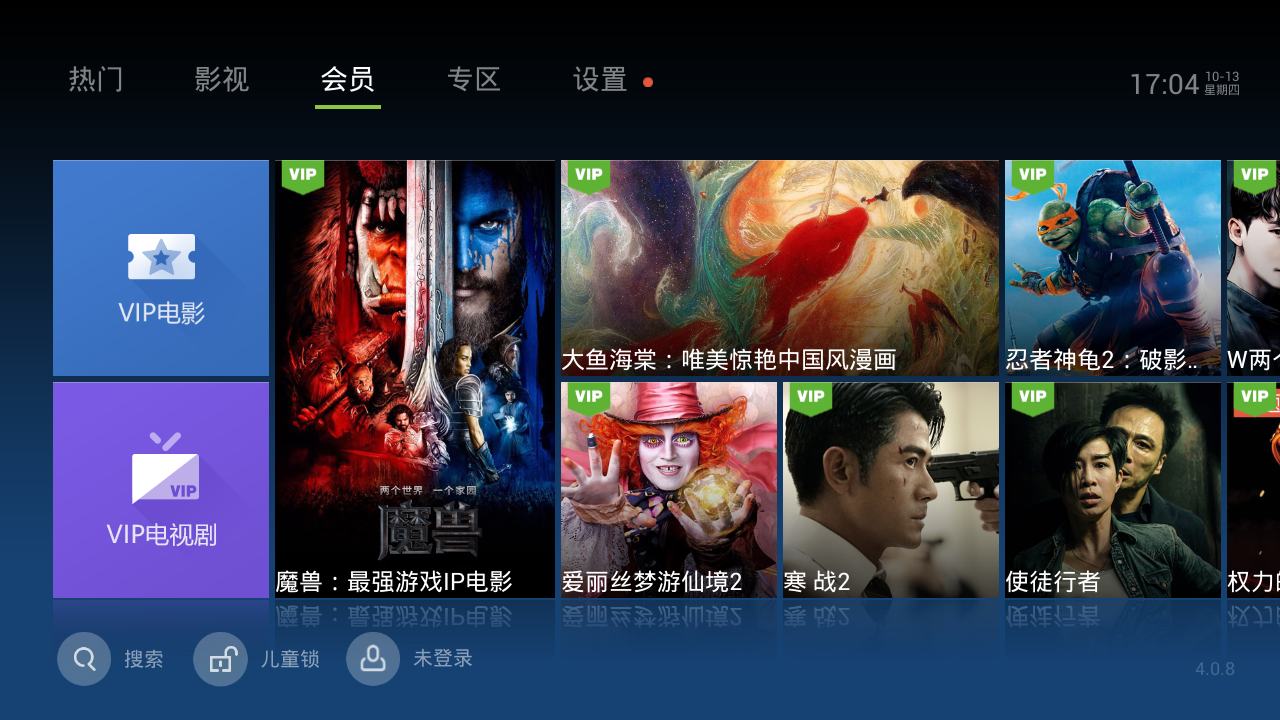 热门
影视
会员
专区
设置
17:04
10-13
星期四
VIP
VIP
VIP
VIP
VIP电影
两个世界 一个家园
魔兽
大鱼海棠：唯美惊艳中国风漫画
忍者神龟2：破影..
W两个
VIP
VIP
VIP
VIP
VIP
VIP电视剧
魔兽：最强游戏IP电影
爱丽丝梦游仙境2
寒 战2
使徒行者
权力的
搜索
儿童锁
未登录
4.0.8